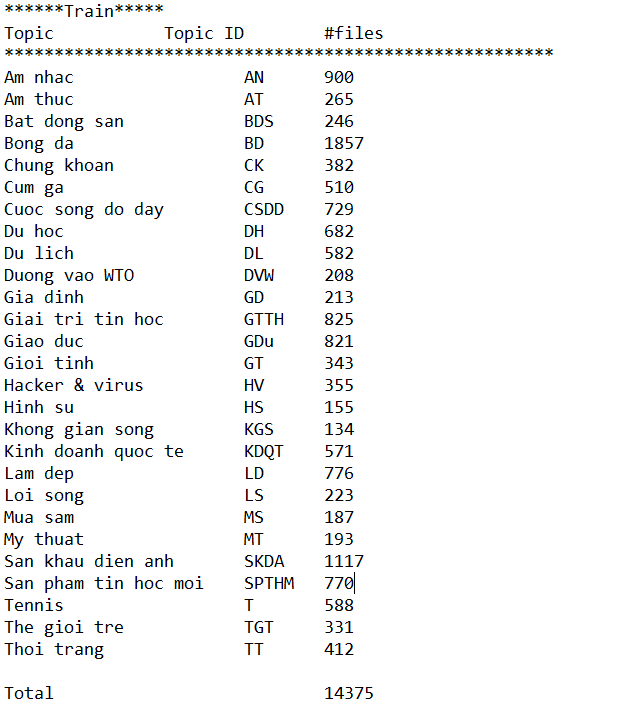 ******Train*****
Topic Topic ID #files
*******************************************************
Am nhac AN 900
Am thuc AT 265
Bat dong san BDS 246
Bong da BD 1857
Chung khoan CK 382
Cum ga CG 510
Cuoc song do day CSDD 729
Du hoc DH 682
Du lich DL 582
Duong vao WTO DVW 208
Gia dinh GD 213
Giai tri tin hoc GTTH 825
Giao duc GDu 821
Gioi tinh GT 343
Hacker & virus HV 355
Hinh su HS 155
Khong gian song KGS 134
Kinh doanh quoc te KDQT 571
Lam dep LD 776
Loi song LS 223
Mua sam MS 187
My thuat MT 193
San khau dien anh SKDA 1117
San pham tin hoc moi SPTHM 770
Tennis T 588
The gioi tre TGT 331
Thoi trang TT 412
Total 14375